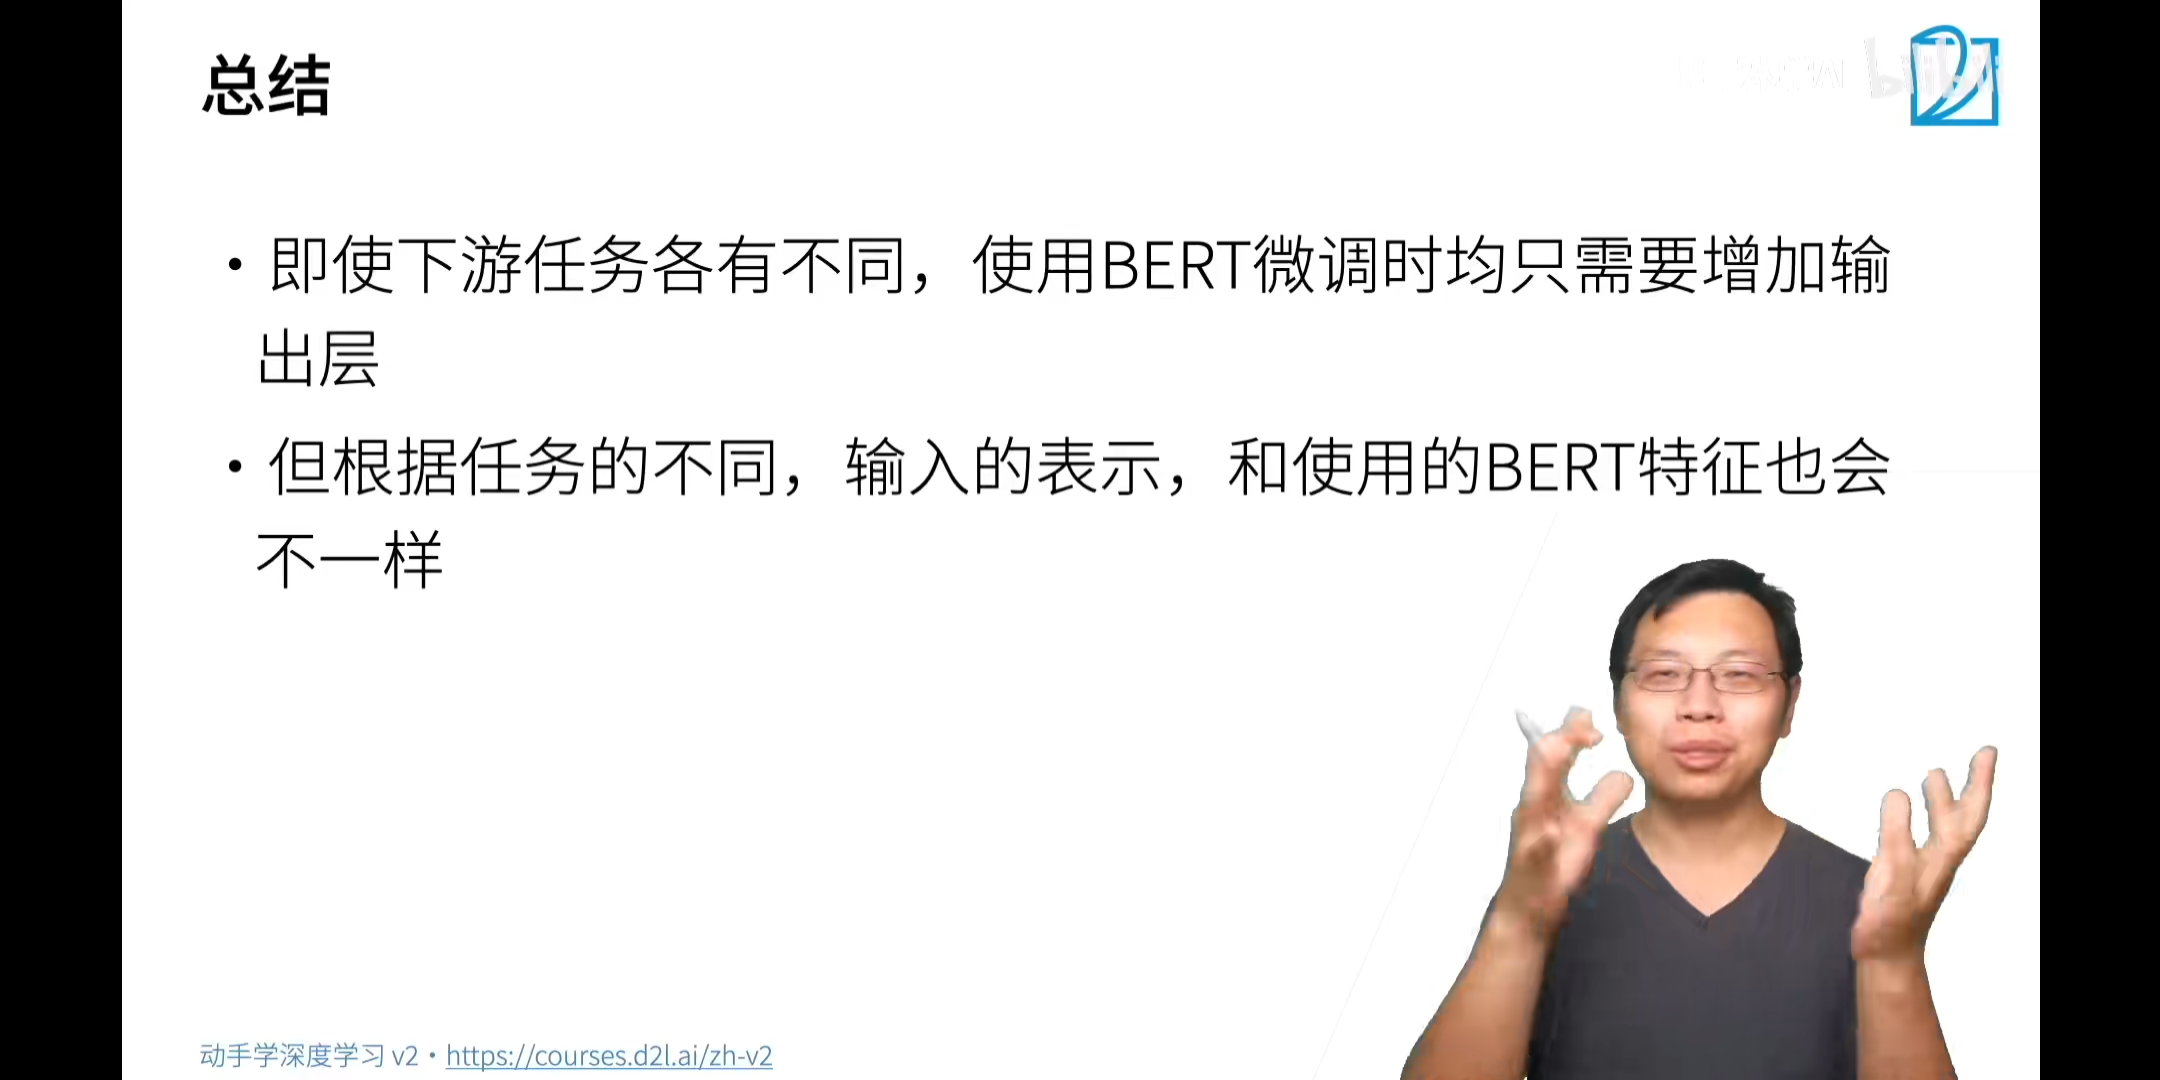 总结
• 即使下游任务各有不同，使用BERT微调时均只需要增加输
出层
• 但根据任务的不同，输入的表示，和使用的BERT特征也会
不一样
动手学深度学习 v2 • https://courses.d2l.ai/zh-v2
bilibili